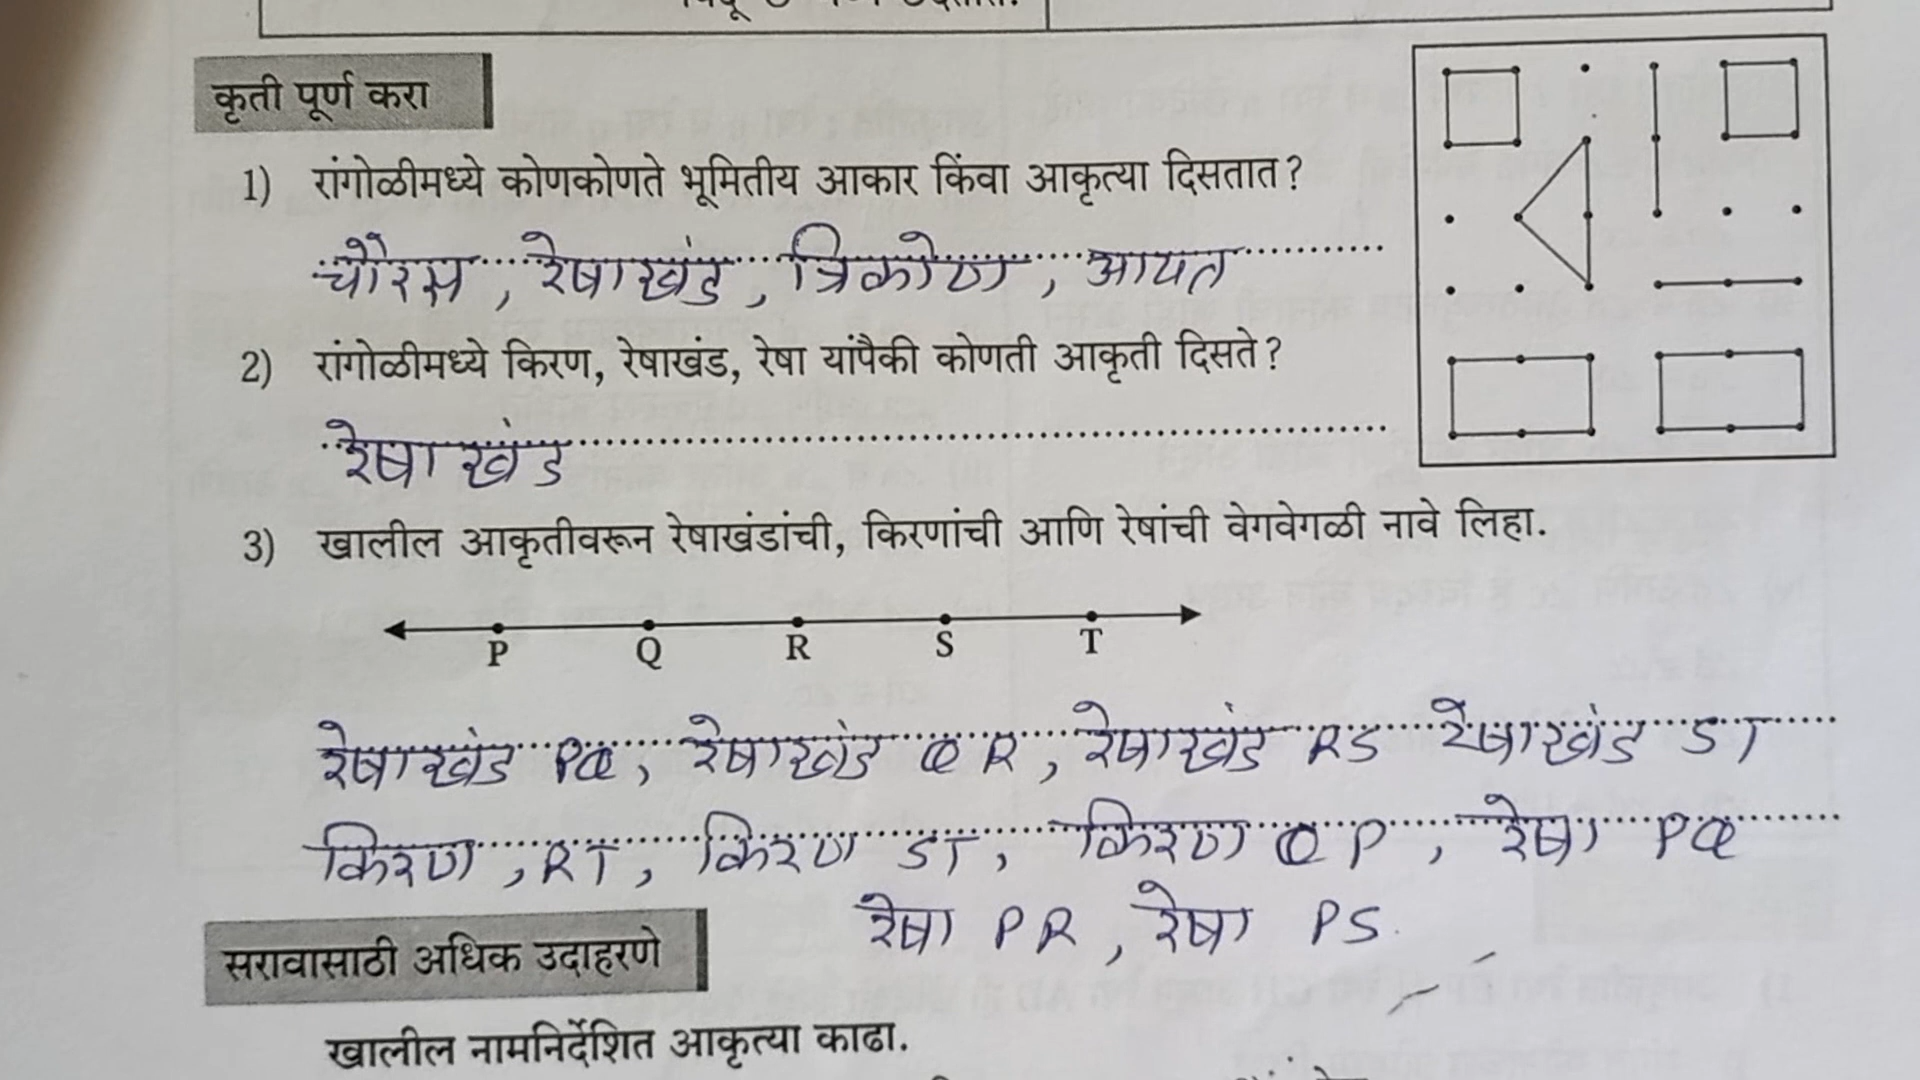 कृती पूर्ण करा
1) रांगोळीमध्ये कोणकोणते भूमितीय आकार किंवा आकृत्या दिसतात?
चौरस, रेषाखंड, त्रिकोण, आयत
2) रांगोळीमध्ये किरण, रेषाखंड, रेषा यांपैकी कोणती आकृती दिसते?
रेषाखंड
3) खालील आकृतीवरून रेषाखंडांची, किरणांची आणि रेषांची वेगवेगळी नावे लिहा.
P Q R S T
रेषाखंड PQ, रेषाखंड QR, रेषाखंड RS रेषाखंड ST
किरण, RT, किरण ST, किरण QP, रेषा PQ
रेषा PR, रेषा PS.
सरावासाठी अधिक उदाहरणे
खालील नामनिर्देशित आकृत्या काढा.